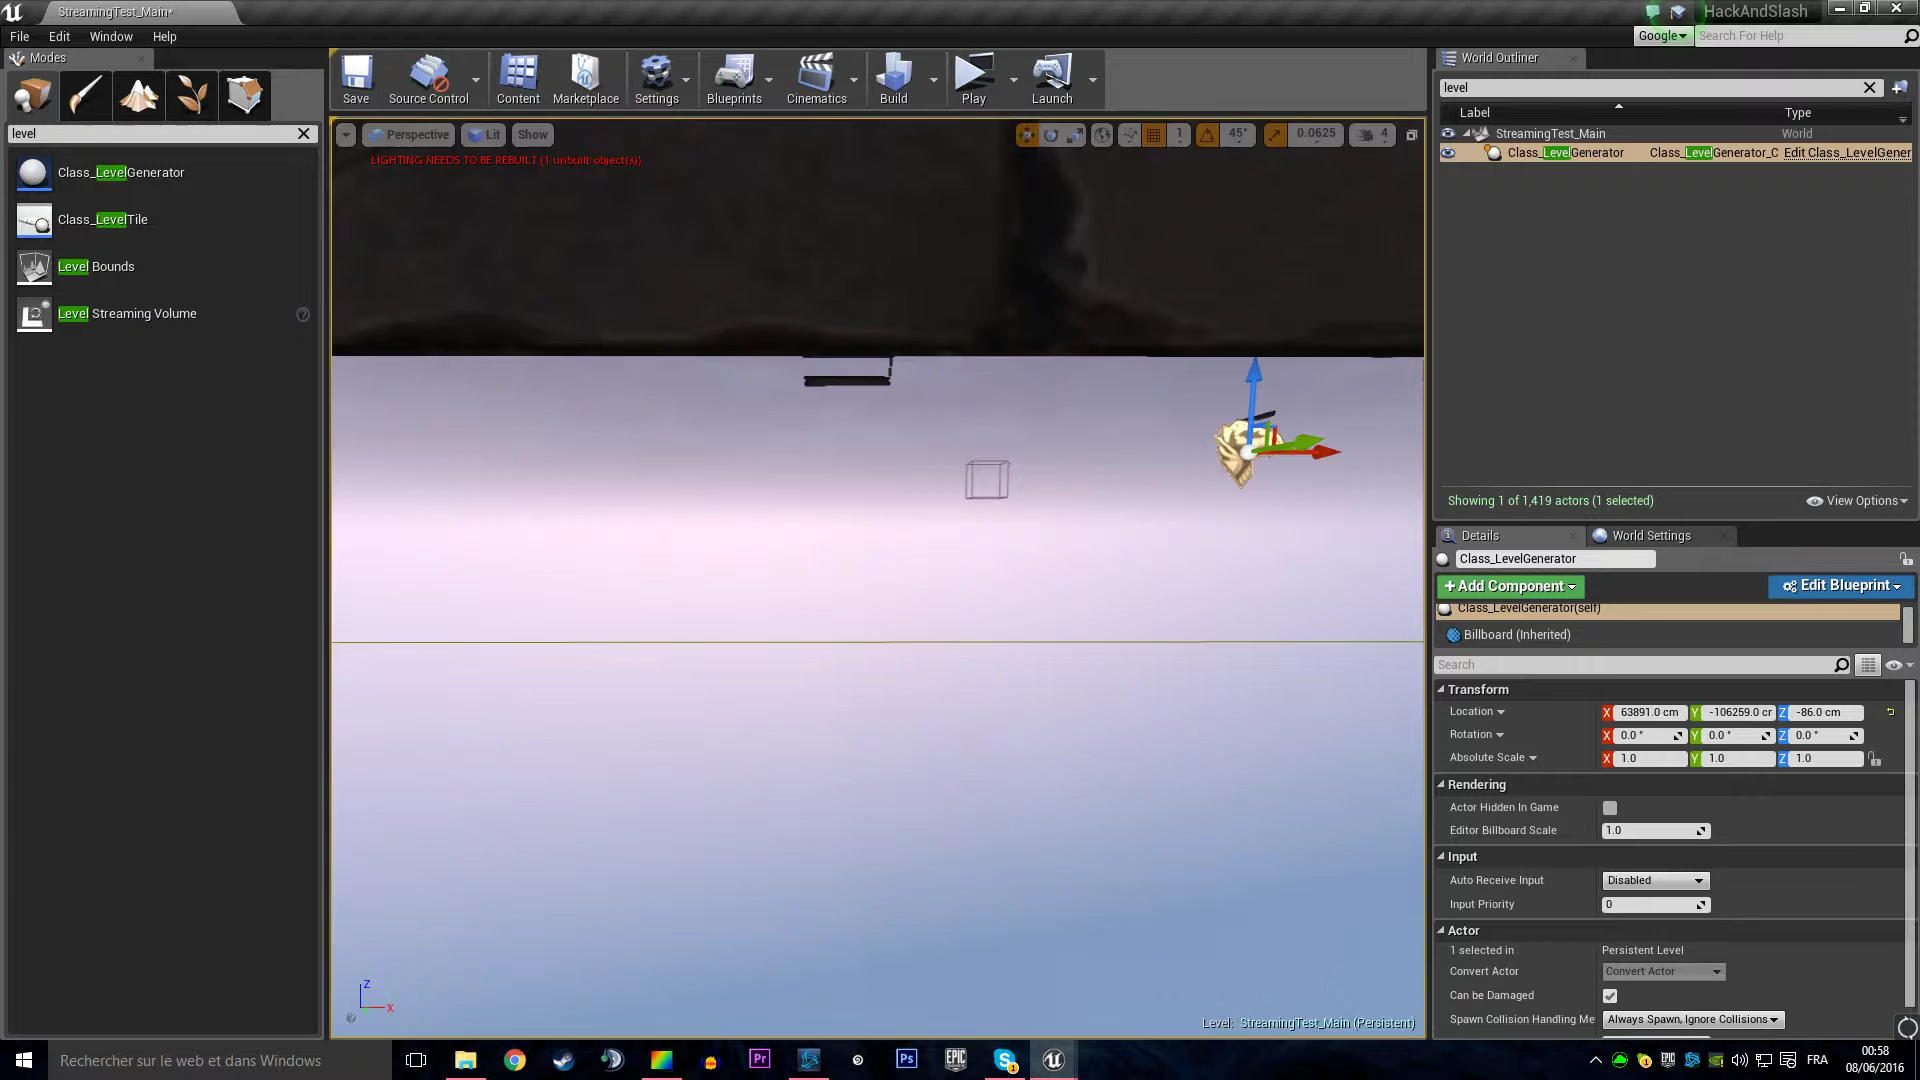 StreamingTest_Main*
HackAndSlash
File Edit Window Help
Google
Search For Help
Modes
level
Class_LevelGenerator
Class_LevelTile
Level Bounds
Level Streaming Volume
Save
Source Control
Content
Marketplace
Settings
Blueprints
Cinematics
Build
Play
Launch
Perspective
Lit
Show
1
45°
0.0625
4
LIGHTING NEEDS TO BE REBUILT (1 unbuilt object(s))
Z
X
Level: StreamingTest_Main (Persistent)
World Outliner
level
Label Type
StreamingTest_Main World
Class_LevelGenerator Class_LevelGenerator_C Edit Class_LevelGener
Showing 1 of 1,419 actors (1 selected)
View Options
Details
World Settings
Class_LevelGenerator
+Add Component
Edit Blueprint
Class_LevelGenerator(self)
Billboard (Inherited)
Search
Transform
Location X 63891.0 cm Y -106259.0 cr Z -86.0 cm
Rotation X 0.0 ° Y 0.0 ° Z 0.0 °
Absolute Scale X 1.0 Y 1.0 Z 1.0
Rendering
Actor Hidden In Game
Editor Billboard Scale 1.0
Input
Auto Receive Input Disabled
Input Priority 0
Actor
1 selected in Persistent Level
Convert Actor Convert Actor
Can be Damaged
Spawn Collision Handling Me Always Spawn, Ignore Collisions
Rechercher sur le web et dans Windows
Pr
Ps
EPIC GAMES
1
FRA
00:58
08/06/2016